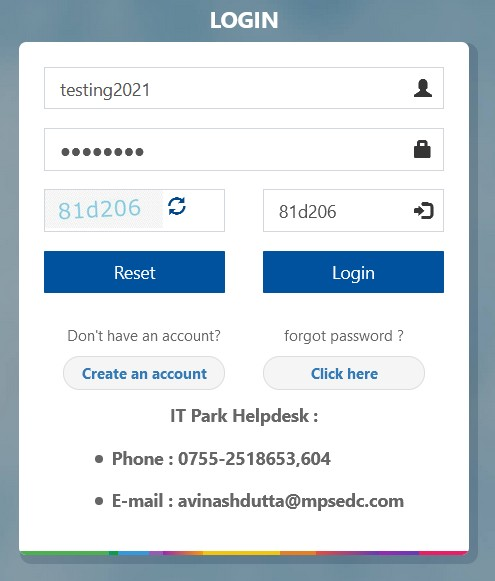 LOGIN
testing2021
●●●●●●●●
81d206 81d206
Reset Login
Don't have an account? forgot password ?
Create an account Click here
IT Park Helpdesk :
• Phone : 0755-2518653,604
• E-mail : avinashdutta@mpsedc.com